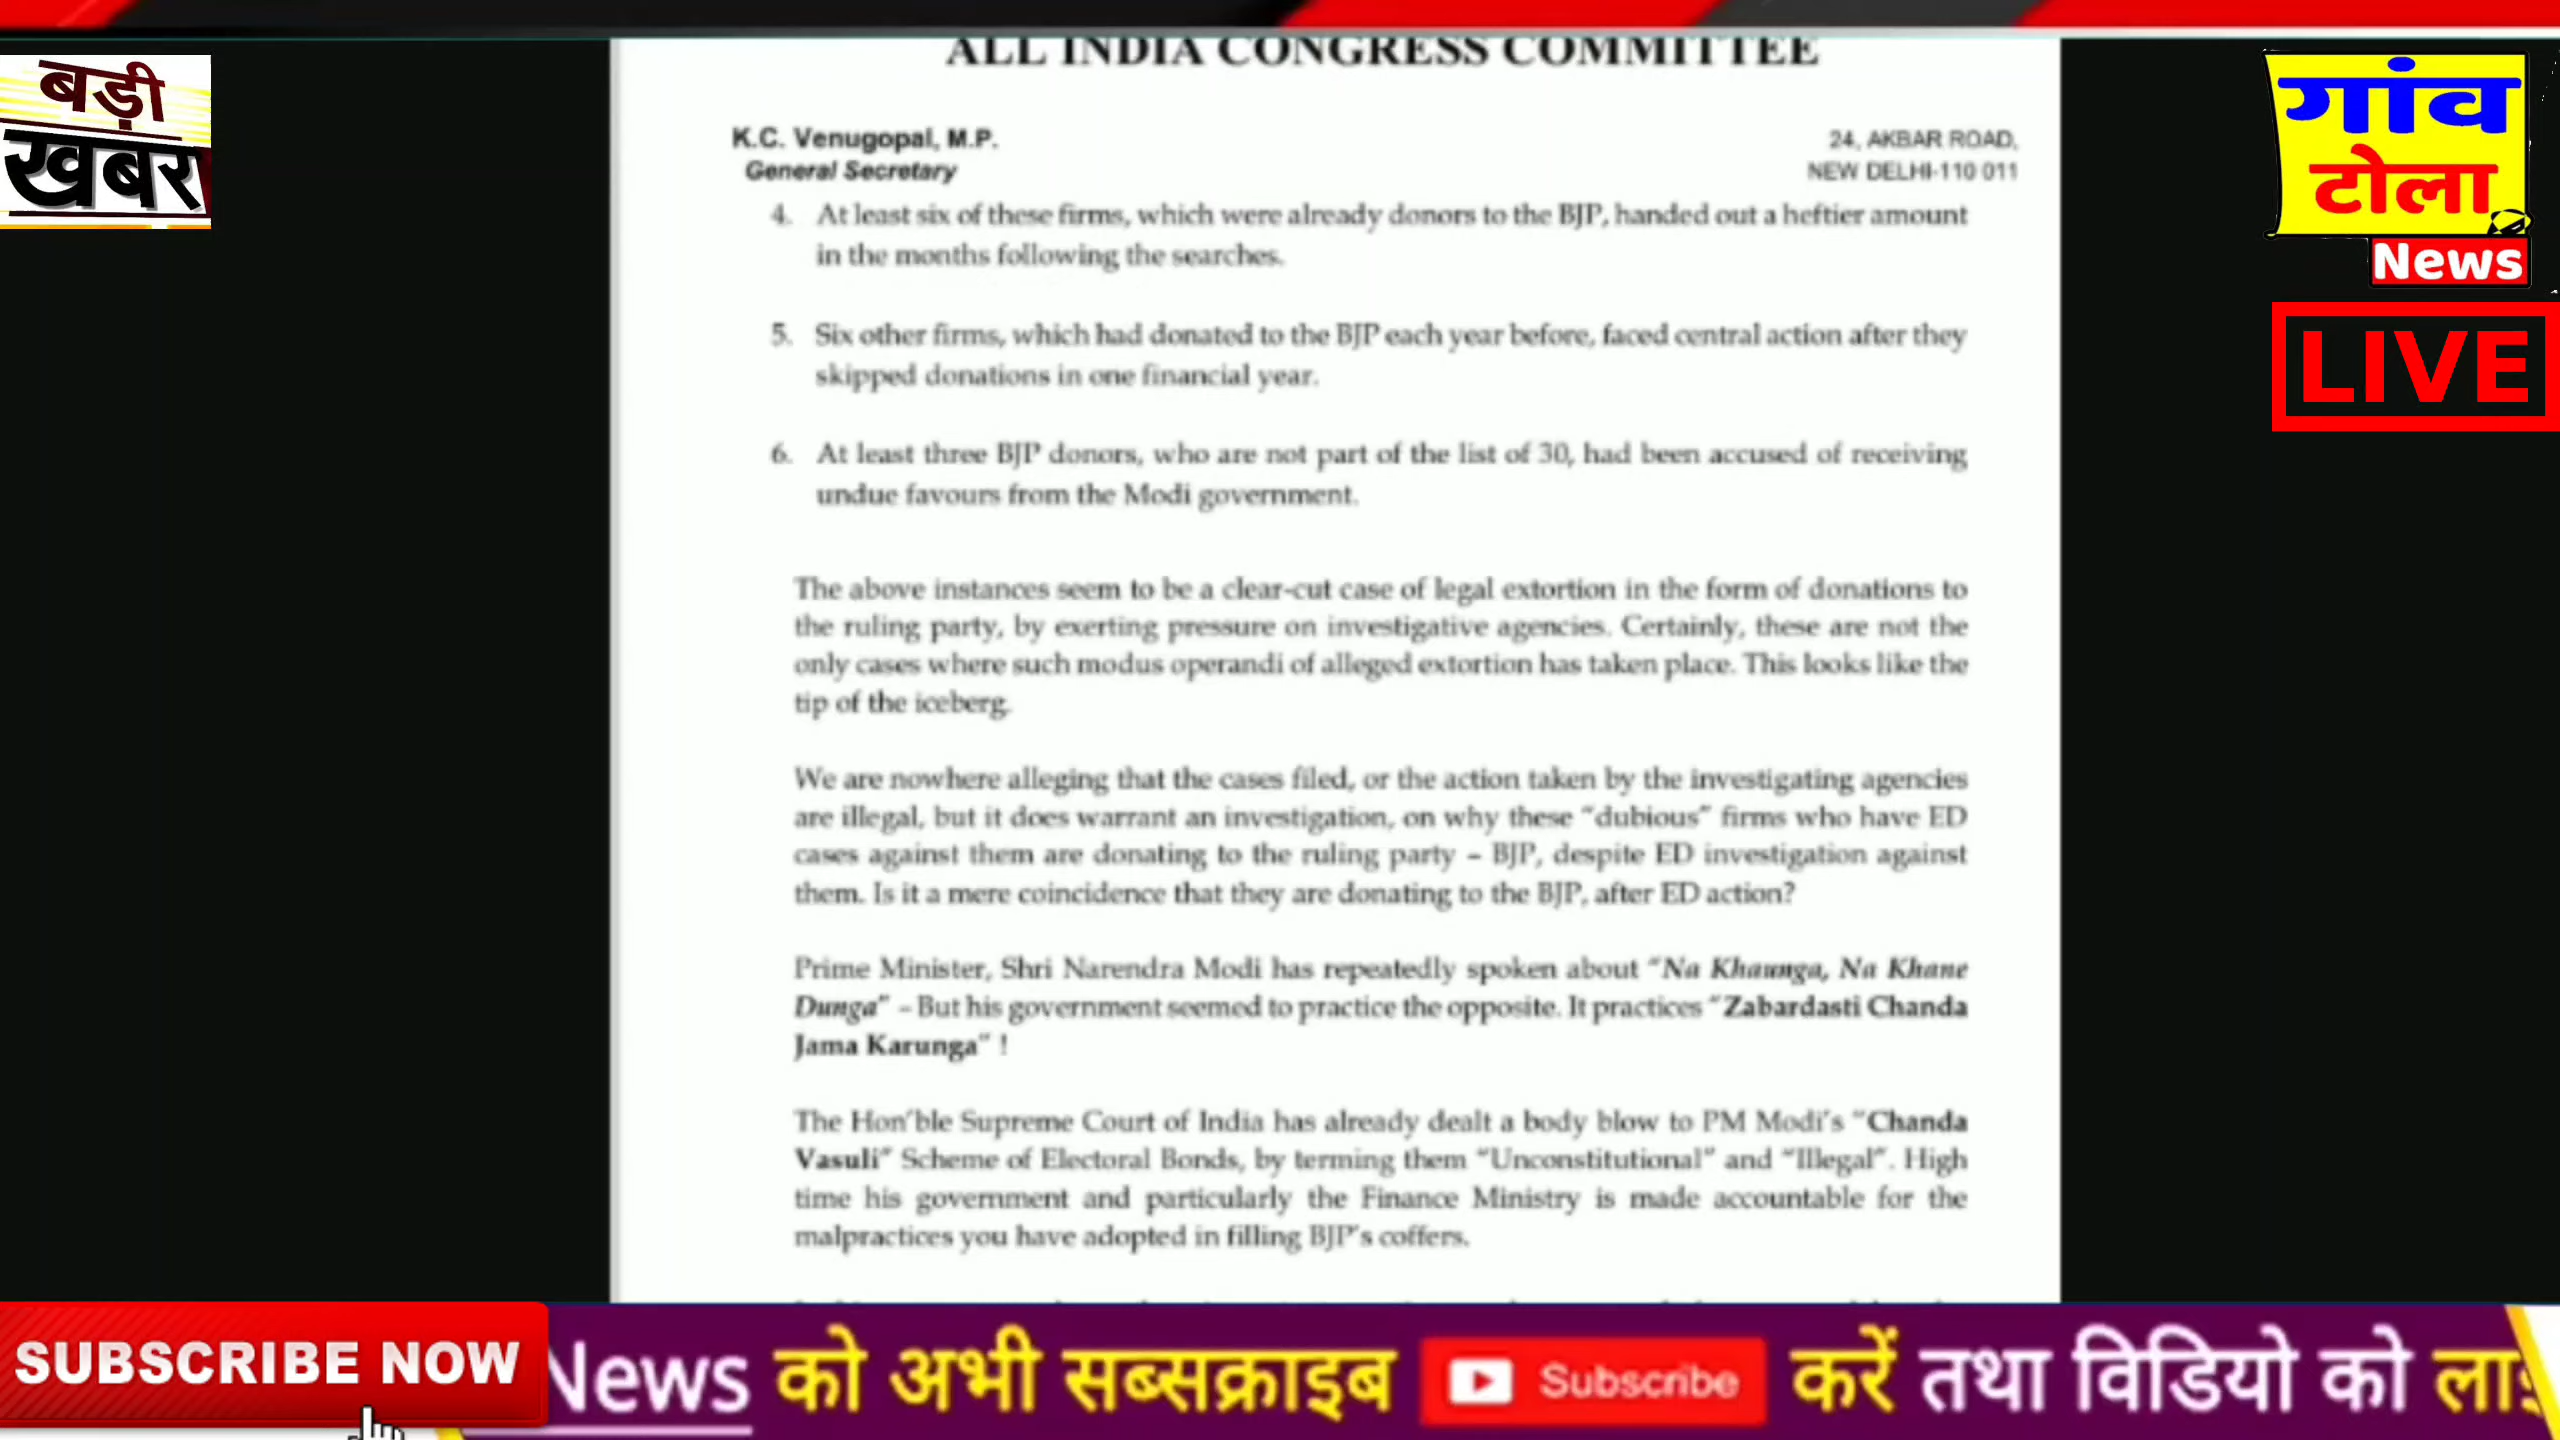 ALL INDIA CONGRESS COMMITTEE
बड़ी
खबर
गांव
टोला
News
LIVE
K.C. Venugopal, M.P.
General Secretary
24, AKBAR ROAD,
NEW DELHI-110 011
4. At least six of these firms, which were already donors to the BJP, handed out a heftier amount
in the months following the searches.
5. Six other firms, which had donated to the BJP each year before, faced central action after they
skipped donations in one financial year.
6. At least three BJP donors, who are not part of the list of 30, had been accused of receiving
undue favours from the Modi government.
The above instances seem to be a clear-cut case of legal extortion in the form of donations to
the ruling party, by exerting pressure on investigative agencies. Certainly, these are not the
only cases where such modus operandi of alleged extortion has taken place. This looks like the
tip of the iceberg.
We are nowhere alleging that the cases filed, or the action taken by the investigating agencies
are illegal, but it does warrant an investigation, on why these "dubious" firms who have ED
cases against them are donating to the ruling party – BJP, despite ED investigation against
them. Is it a mere coincidence that they are donating to the BJP, after ED action?
Prime Minister, Shri Narendra Modi has repeatedly spoken about "Na Khaunga, Na Khane
Dunga" – But his government seemed to practice the opposite. It practices "Zabardasti Chanda
Jama Karunga" !
The Hon'ble Supreme Court of India has already dealt a body blow to PM Modi's "Chanda
Vasuli" Scheme of Electoral Bonds, by terming them "Unconstitutional" and "Illegal". High
time his government and particularly the Finance Ministry is made accountable for the
malpractices you have adopted in filling BJP's coffers.
SUBSCRIBE NOW
News को अभी सब्सक्राइब Subscribe करें तथा विडियो को